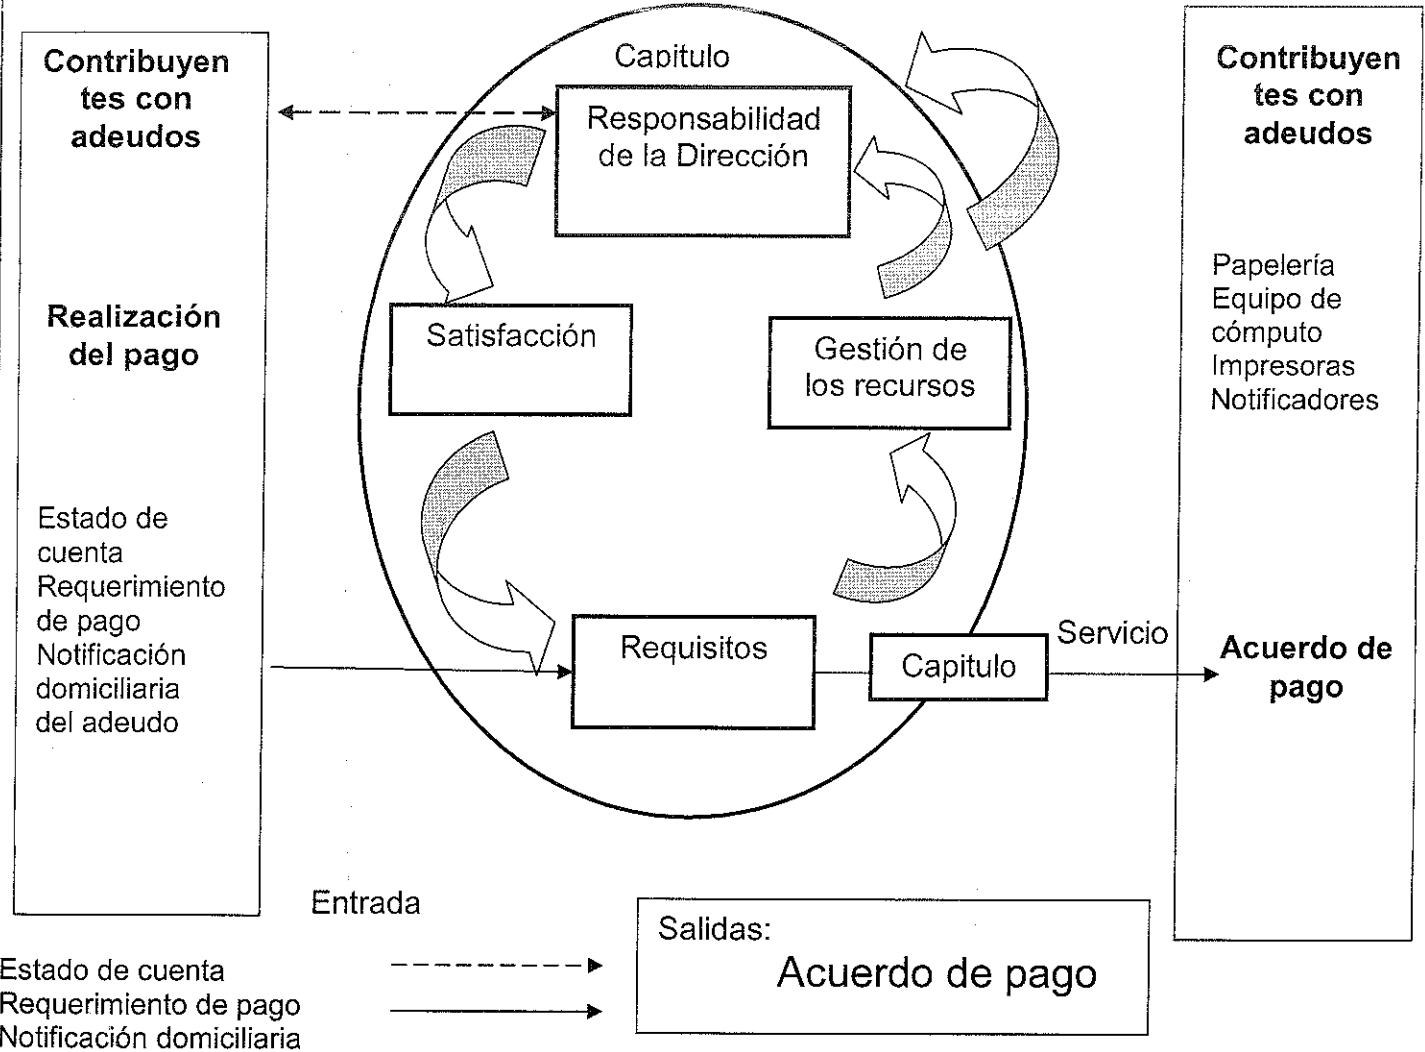 Contribuyen
tes con
adeudos
Realización
del pago
Estado de
cuenta
Requerimiento
de pago
Notificación
domiciliaria
del adeudo
Capitulo
Responsabilidad
de la Dirección
Satisfacción
Gestión de
los recursos
Requisitos
Capitulo
Servicio
Contribuyen
tes con
adeudos
Papelería
Equipo de
cómputo
Impresoras
Notificadores
Acuerdo de
pago
Entrada
Estado de cuenta
Requerimiento de pago
Notificación domiciliaria
Salidas:
Acuerdo de pago